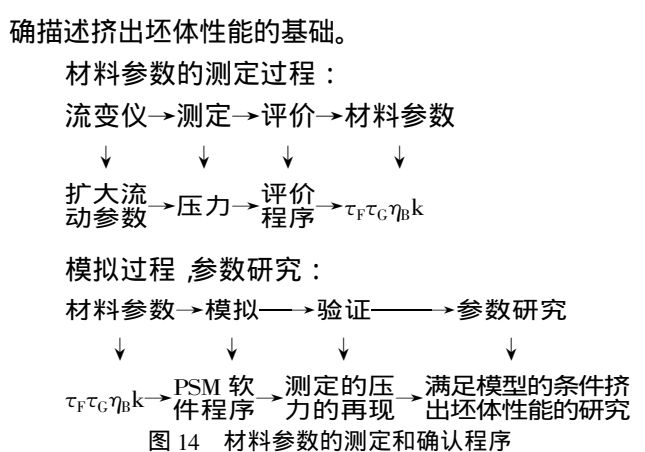 确描述挤出坯体性能的基础。
材料参数的测定过程：
流变仪→测定→评价→材料参数
↓ ↓ ↓ ↓
扩大流动参数→压力→评价程序→τFτGηBk
模拟过程,参数研究：
材料参数→模拟→验证→参数研究
↓ ↓ ↓ ↓
τFτGηBk→PSM 软件程序→测定的压力的再现→满足模型的条件挤出坯体性能的研究
图 14　材料参数的测定和确认程序